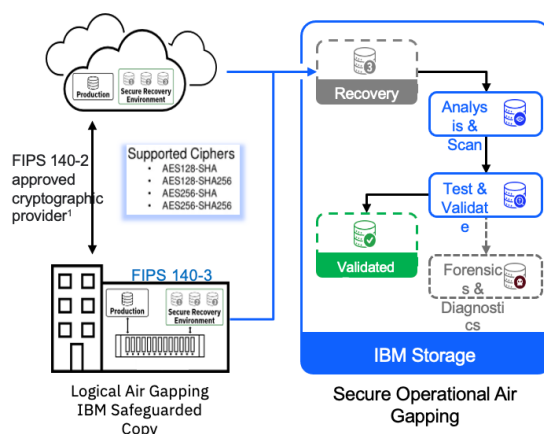 Production
Secure Recovery
Environment
FIPS 140-2
approved
cryptographic
provider¹
Supported Ciphers
• AES128-SHA
• AES128-SHA256
• AES256-SHA
• AES256-SHA256
FIPS 140-3
Production
Secure Recovery
Environment
Logical Air Gapping
IBM Safeguarded
Copy
3
Recovery
Analys
is &
Scan
Test &
Validat
e
Validated
Forensic
s &
Diagnosti
cs
IBM Storage
Secure Operational Air
Gapping